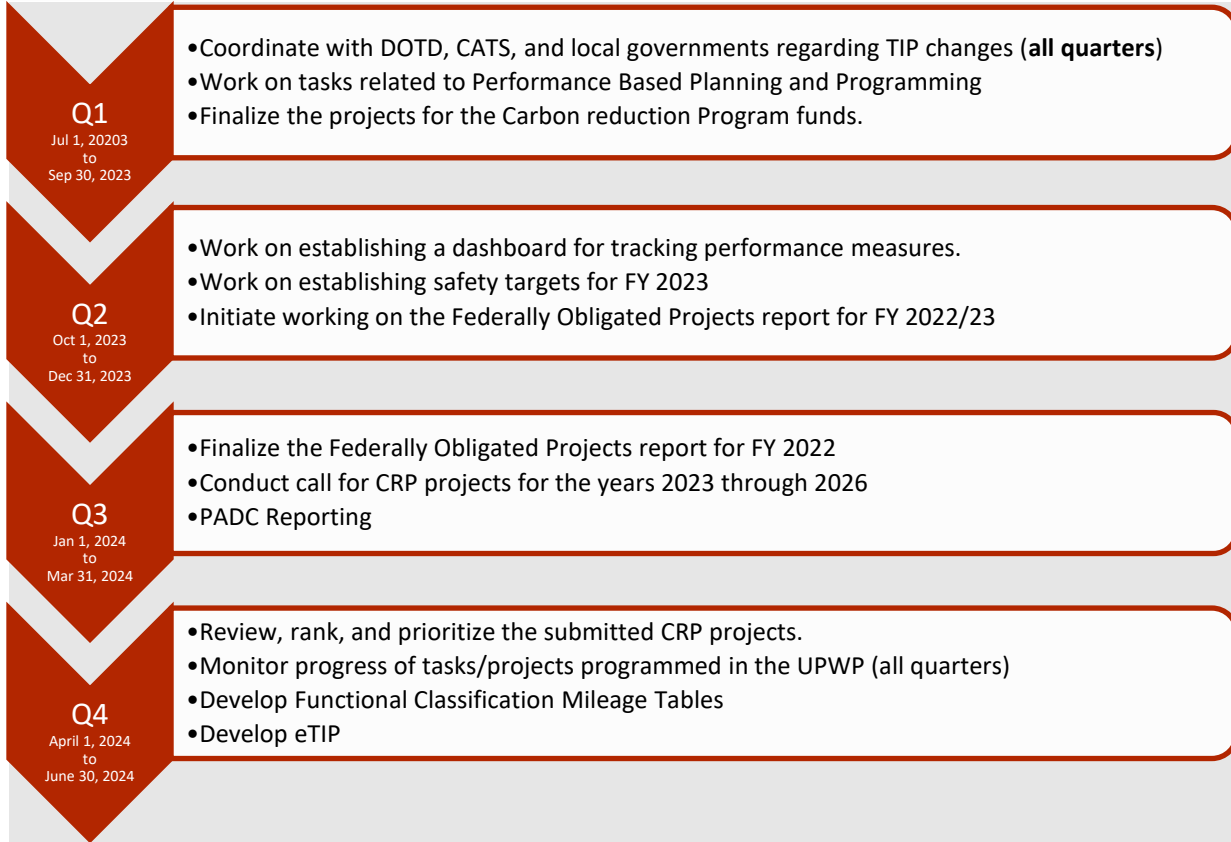 Q1
Jul 1, 20203
to
Sep 30, 2023
•Coordinate with DOTD, CATS, and local governments regarding TIP changes (all quarters)
•Work on tasks related to Performance Based Planning and Programming
•Finalize the projects for the Carbon reduction Program funds.
Q2
Oct 1, 2023
to
Dec 31, 2023
•Work on establishing a dashboard for tracking performance measures.
•Work on establishing safety targets for FY 2023
•Initiate working on the Federally Obligated Projects report for FY 2022/23
Q3
Jan 1, 2024
to
Mar 31, 2024
•Finalize the Federally Obligated Projects report for FY 2022
•Conduct call for CRP projects for the years 2023 through 2026
•PADC Reporting
Q4
April 1, 2024
to
June 30, 2024
•Review, rank, and prioritize the submitted CRP projects.
•Monitor progress of tasks/projects programmed in the UPWP (all quarters)
•Develop Functional Classification Mileage Tables
•Develop eTIP